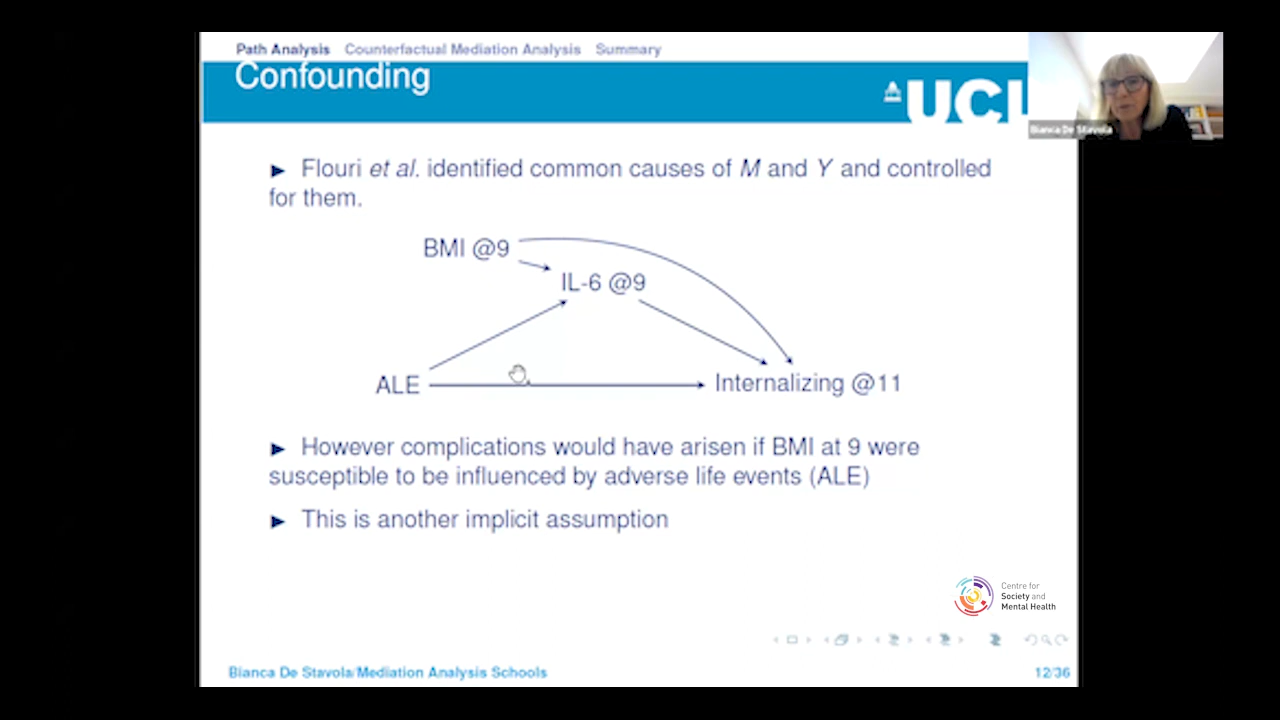 Path Analysis Counterfactual Mediation Analysis Summary
Confounding
UCL
Bianca De Stavola
► Flouri et al. identified common causes of M and Y and controlled
for them.
BMI @9
IL-6 @9
ALE
Internalizing @11
► However complications would have arisen if BMI at 9 were
susceptible to be influenced by adverse life events (ALE)
► This is another implicit assumption
Centre for
Society and
Mental Health
Bianca De Stavola/Mediation Analysis Schools
12/36